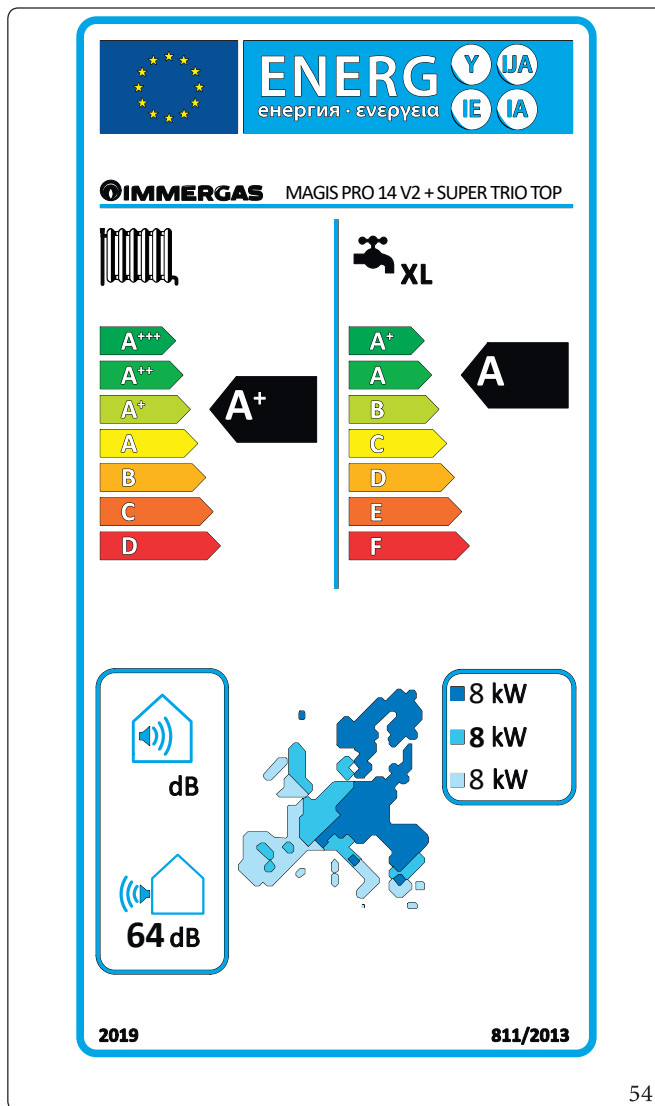 ENERG Y IJA
енергия · ενεργεια IE IA
IMMERGAS MAGIS PRO 14 V2 + SUPER TRIO TOP
XL
A+++
A++
A+
A
B
C
D
A+
A+
A
B
C
D
E
F
A
dB
64 dB
8 kW
8 kW
8 kW
2019
811/2013
54